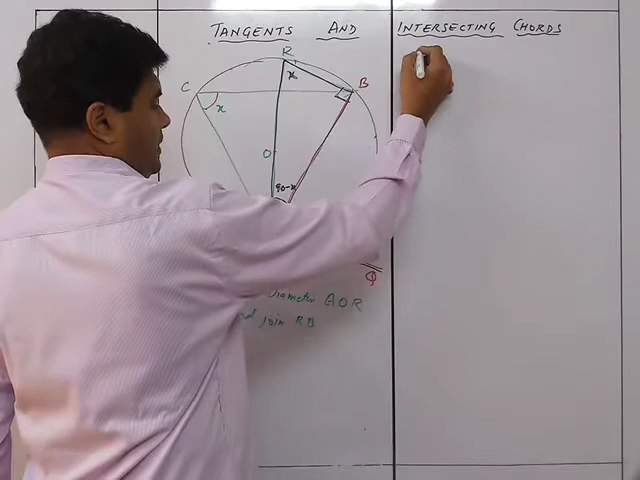 TANGENTS AND INTERSECTING CHORDS
R
C
x
B
x
O
90-x
Q
Diameter AOR
join RB